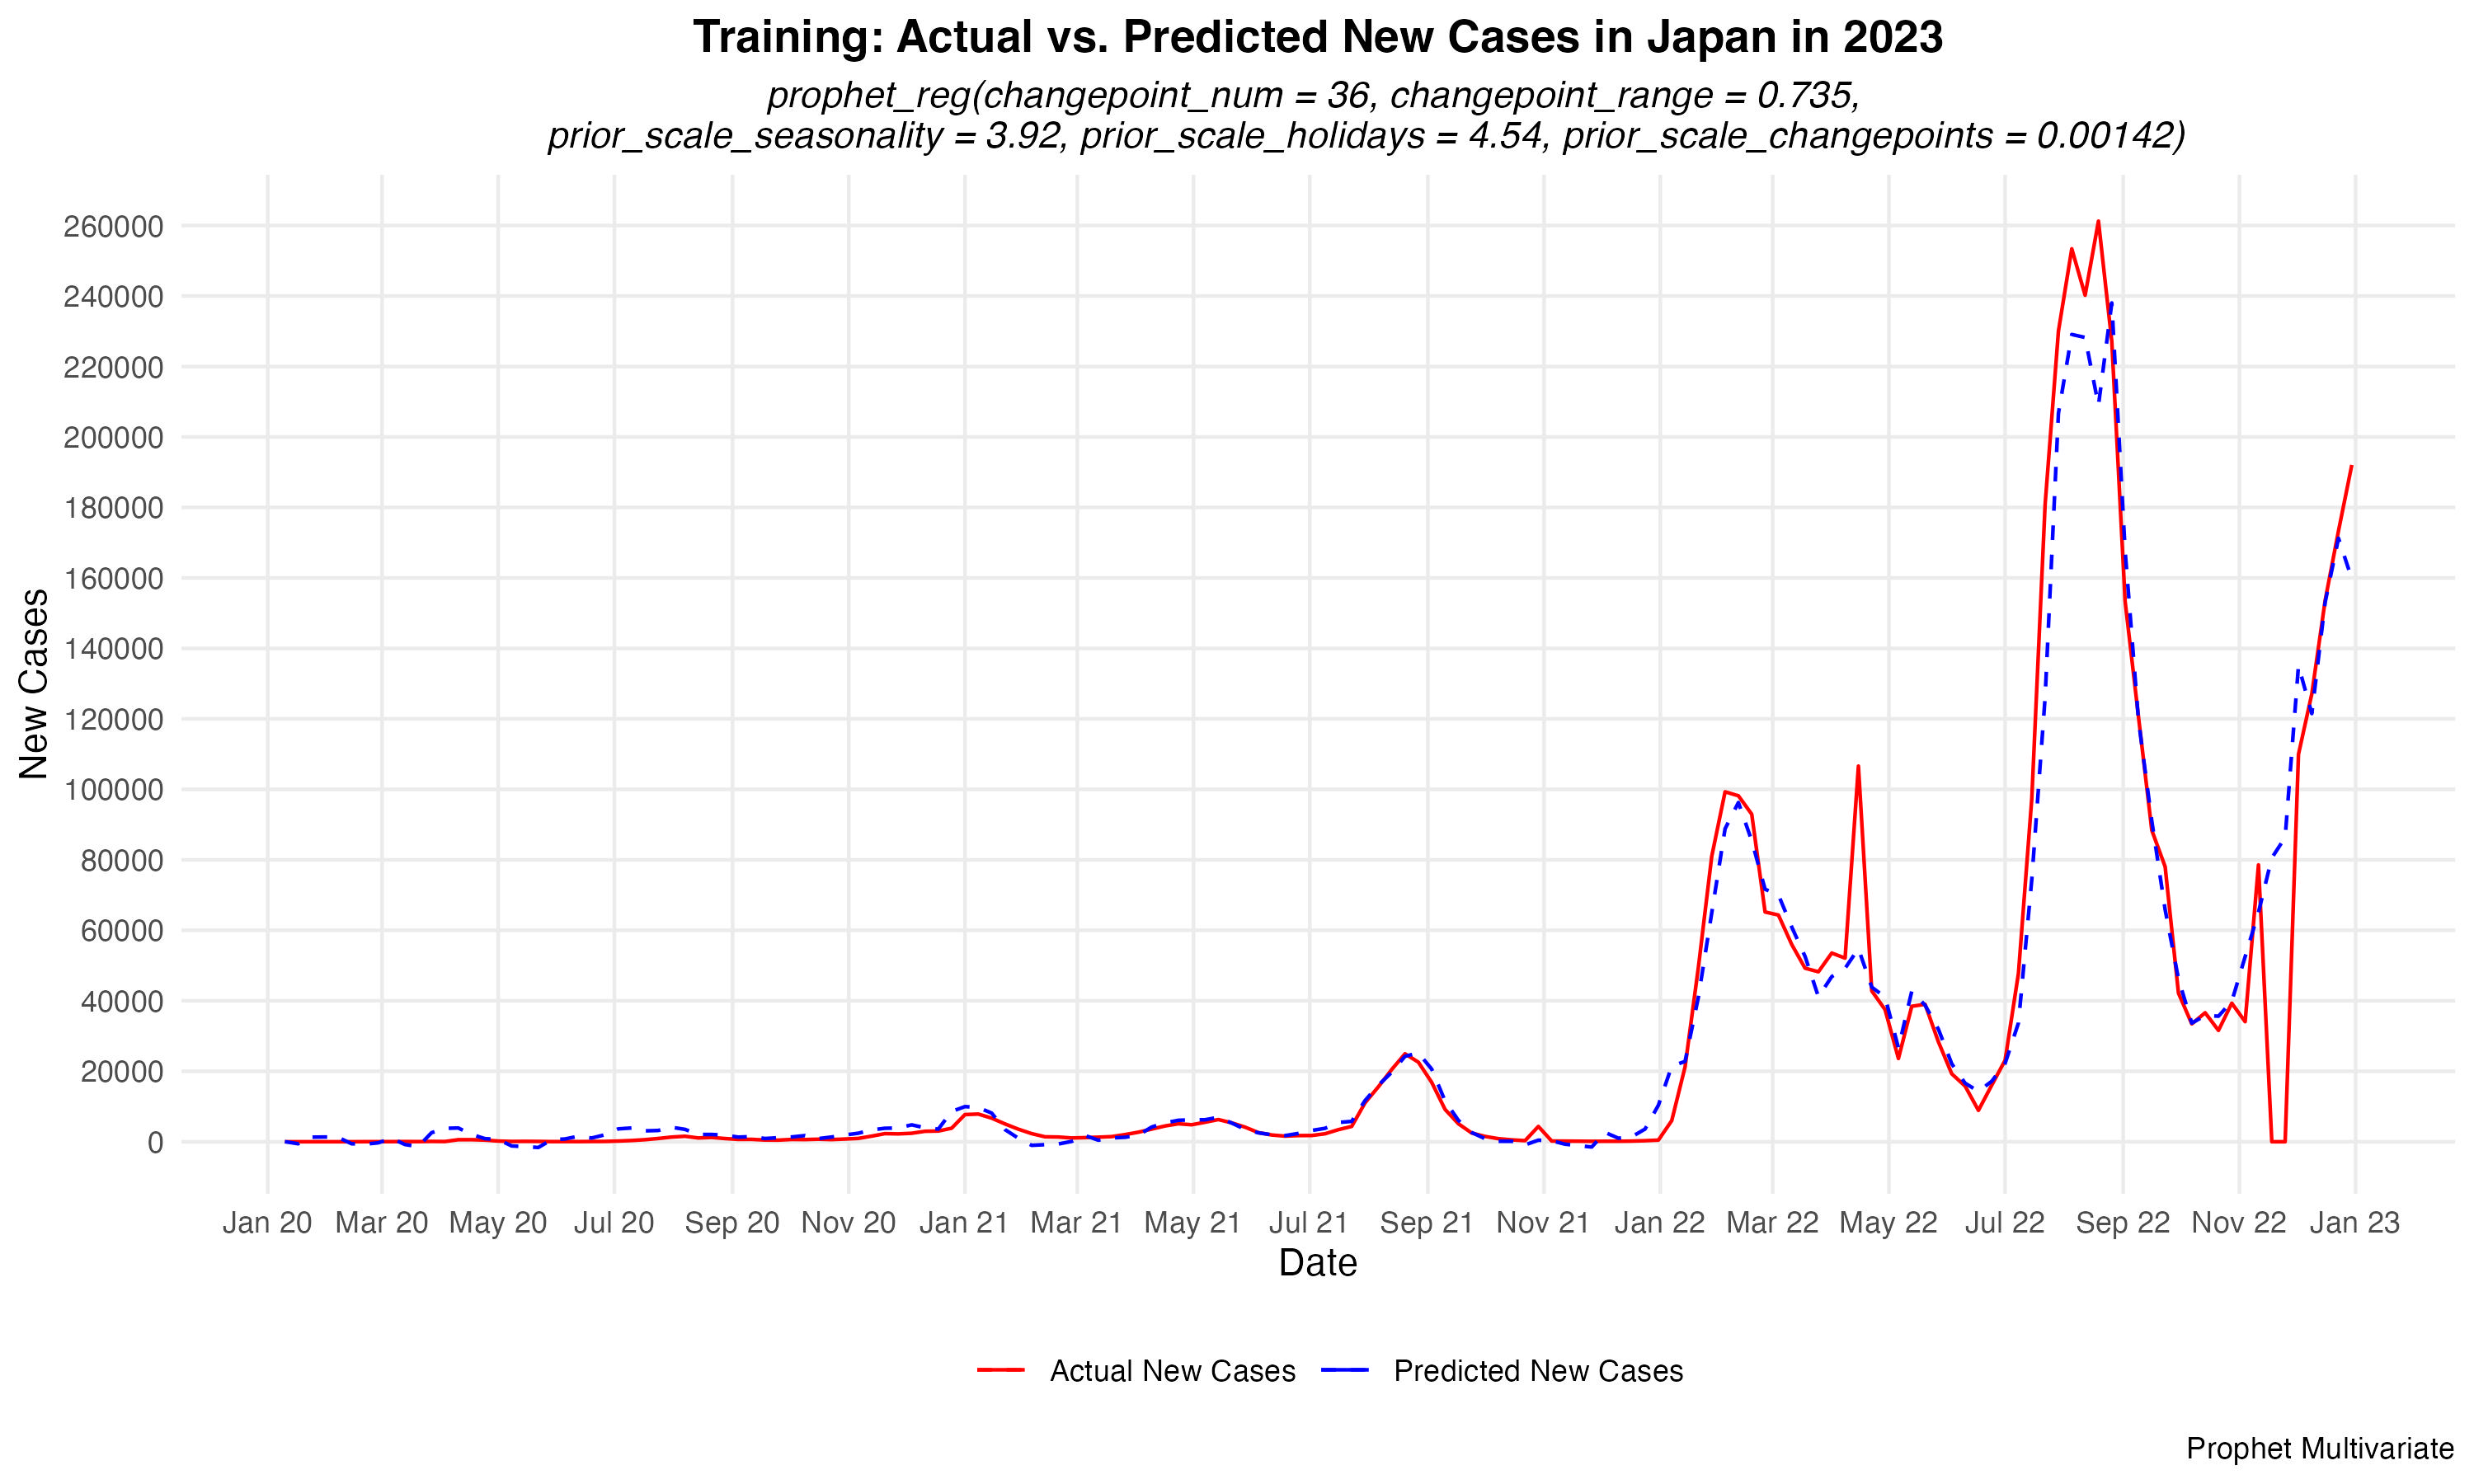 Training: Actual vs. Predicted New Cases in Japan in 2023
prophet_reg(changepoint_num = 36, changepoint_range = 0.735,
prior_scale_seasonality = 3.92, prior_scale_holidays = 4.54, prior_scale_changepoints = 0.00142)
New Cases
260000
240000
220000
200000
180000
160000
140000
120000
100000
80000
60000
40000
20000
0
Jan 20 Mar 20 May 20 Jul 20 Sep 20 Nov 20 Jan 21 Mar 21 May 21 Jul 21 Sep 21 Nov 21 Jan 22 Mar 22 May 22 Jul 22 Sep 22 Nov 22 Jan 23
Date
Actual New Cases Predicted New Cases
Prophet Multivariate